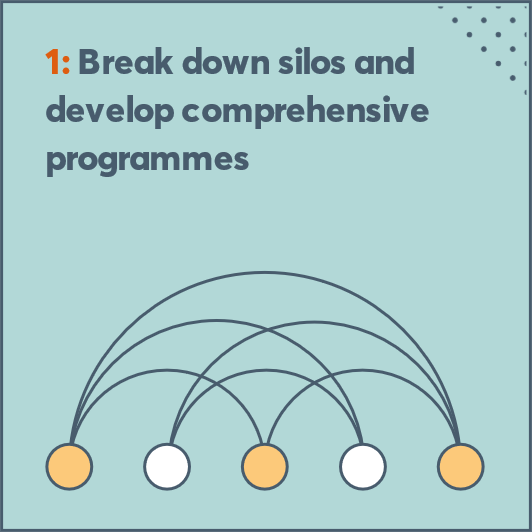 1: Break down silos and
develop comprehensive
programmes